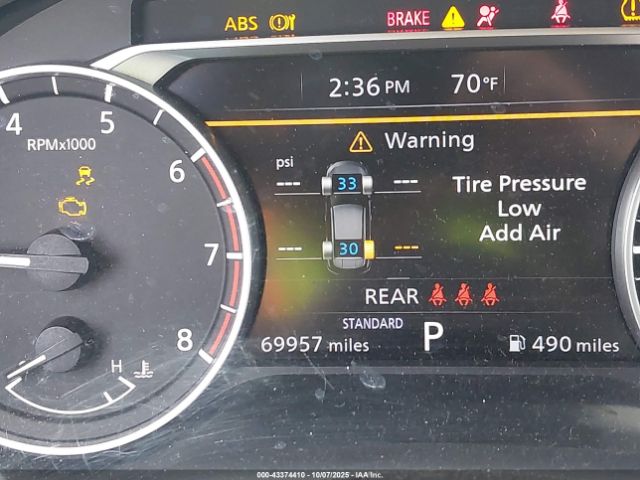 ABS BRAKE
2:36 PM 70°F
4 5 6 7 8
RPMx1000
Warning
psi
--- 33 ---
--- 30 ---
Tire Pressure
Low
Add Air
REAR
STANDARD
69957 miles P 490 miles
H
000-43374410 - 10/07/2025 - IAA Inc.